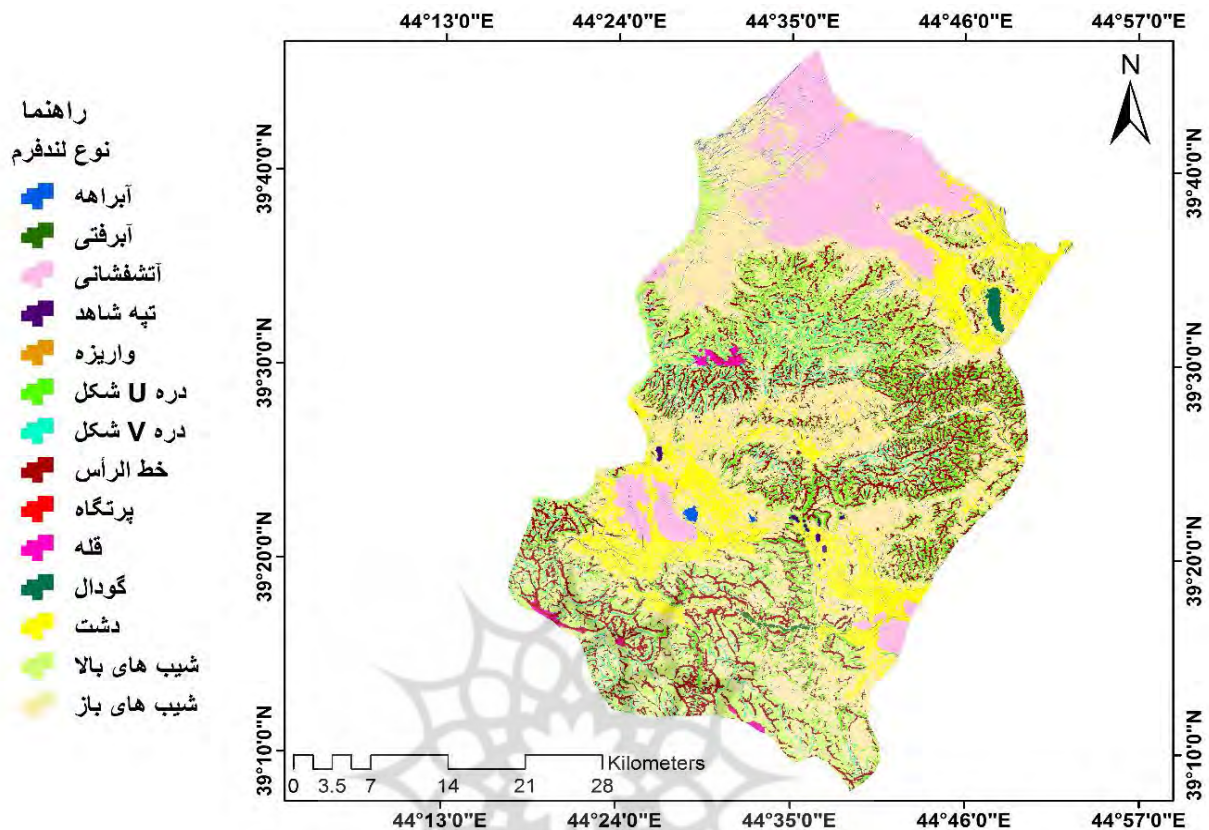 44°13'0"E 44°24'0"E 44°35'0"E 44°46'0"E 44°57'0"E
N
راهنما
نوع لندفرم
آبراهه
آبرفتی
آتشفشانی
تپه شاهد
واریزه
دره U شکل
دره V شکل
خط الرأس
پرتگاه
قله
گودال
دشت
شیب های بالا
شیب های باز
39°40'0"N
39°30'0"N
39°20'0"N
39°10'0"N
39°40'0"N
39°30'0"N
39°20'0"N
39°10'0"N
Kilometers
0 3.5 7 14 21 28
44°13'0"E 44°24'0"E 44°35'0"E 44°46'0"E 44°57'0"E